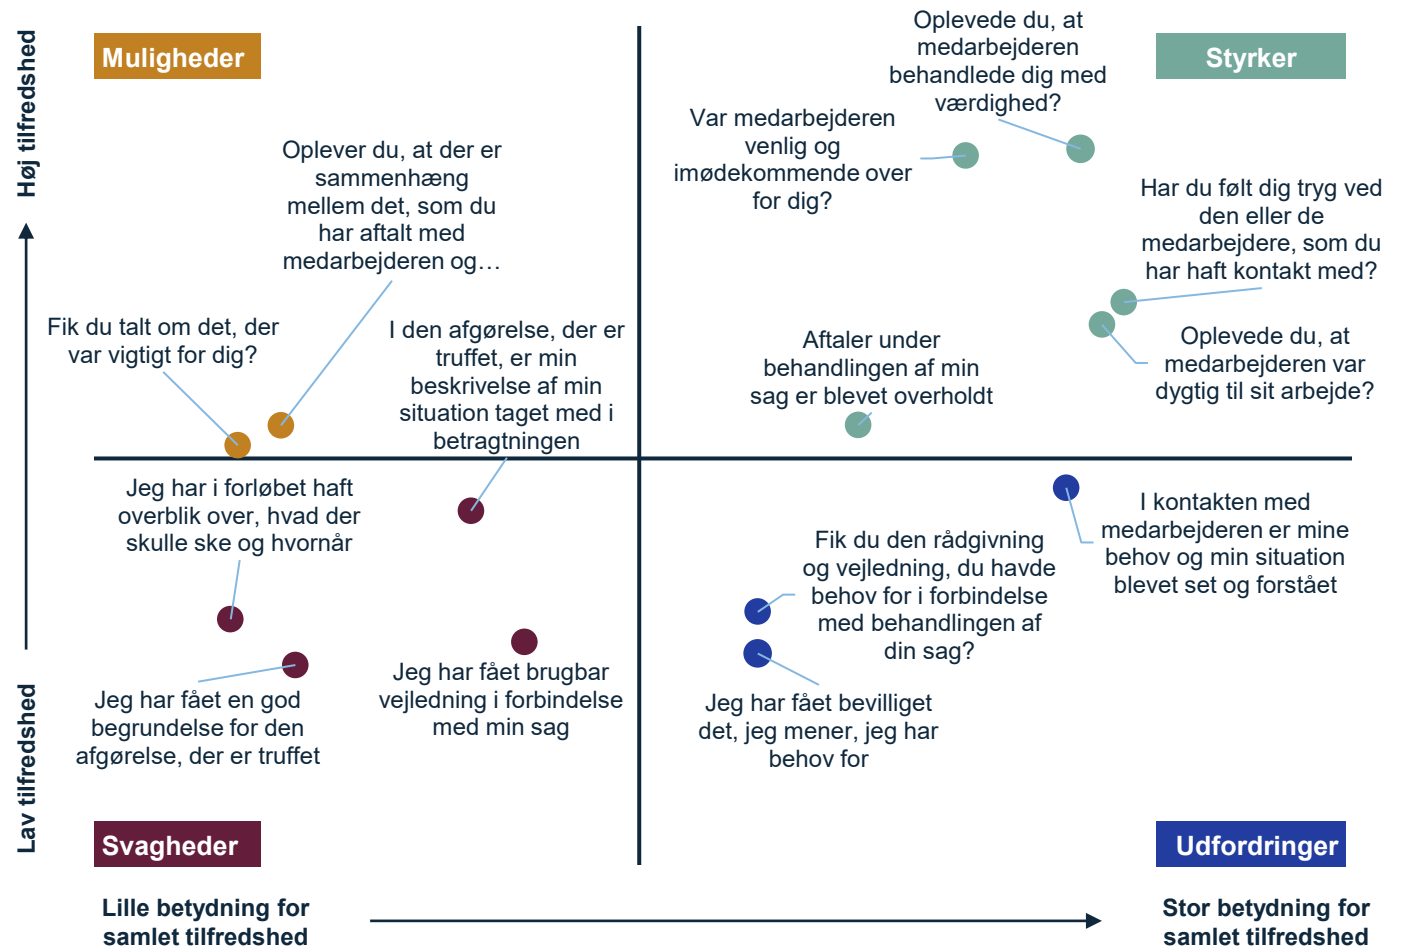 Høj tilfredshed
Lav tilfredshed
Muligheder
Oplever du, at der er
sammenhæng
mellem det, som du
har aftalt med
medarbejderen og…
Fik du talt om det, der
var vigtigt for dig?
Styrker
Oplevede du, at
medarbejderen
behandlede dig med
værdighed?
Var medarbejderen
venlig og
imødekommende over
for dig?
Har du følt dig tryg ved
den eller de
medarbejdere, som du
har haft kontakt med?
Oplevede du, at
medarbejderen var
dygtig til sit arbejde?
Aftaler under
behandlingen af min
sag er blevet overholdt
I den afgørelse, der er
truffet, er min
beskrivelse af min
situation taget med i
betragtningen
Jeg har i forløbet haft
overblik over, hvad der
skulle ske og hvornår
Jeg har fået en god
begrundelse for den
afgørelse, der er truffet
Jeg har fået brugbar
vejledning i forbindelse
med min sag
Svagheder
I kontakten med
medarbejderen er mine
behov og min situation
blevet set og forstået
Fik du den rådgivning
og vejledning, du havde
behov for i forbindelse
med behandlingen af
din sag?
Jeg har fået bevilliget
det, jeg mener, jeg har
behov for
Udfordringer
Lille betydning for
samlet tilfredshed
Stor betydning for
samlet tilfredshed